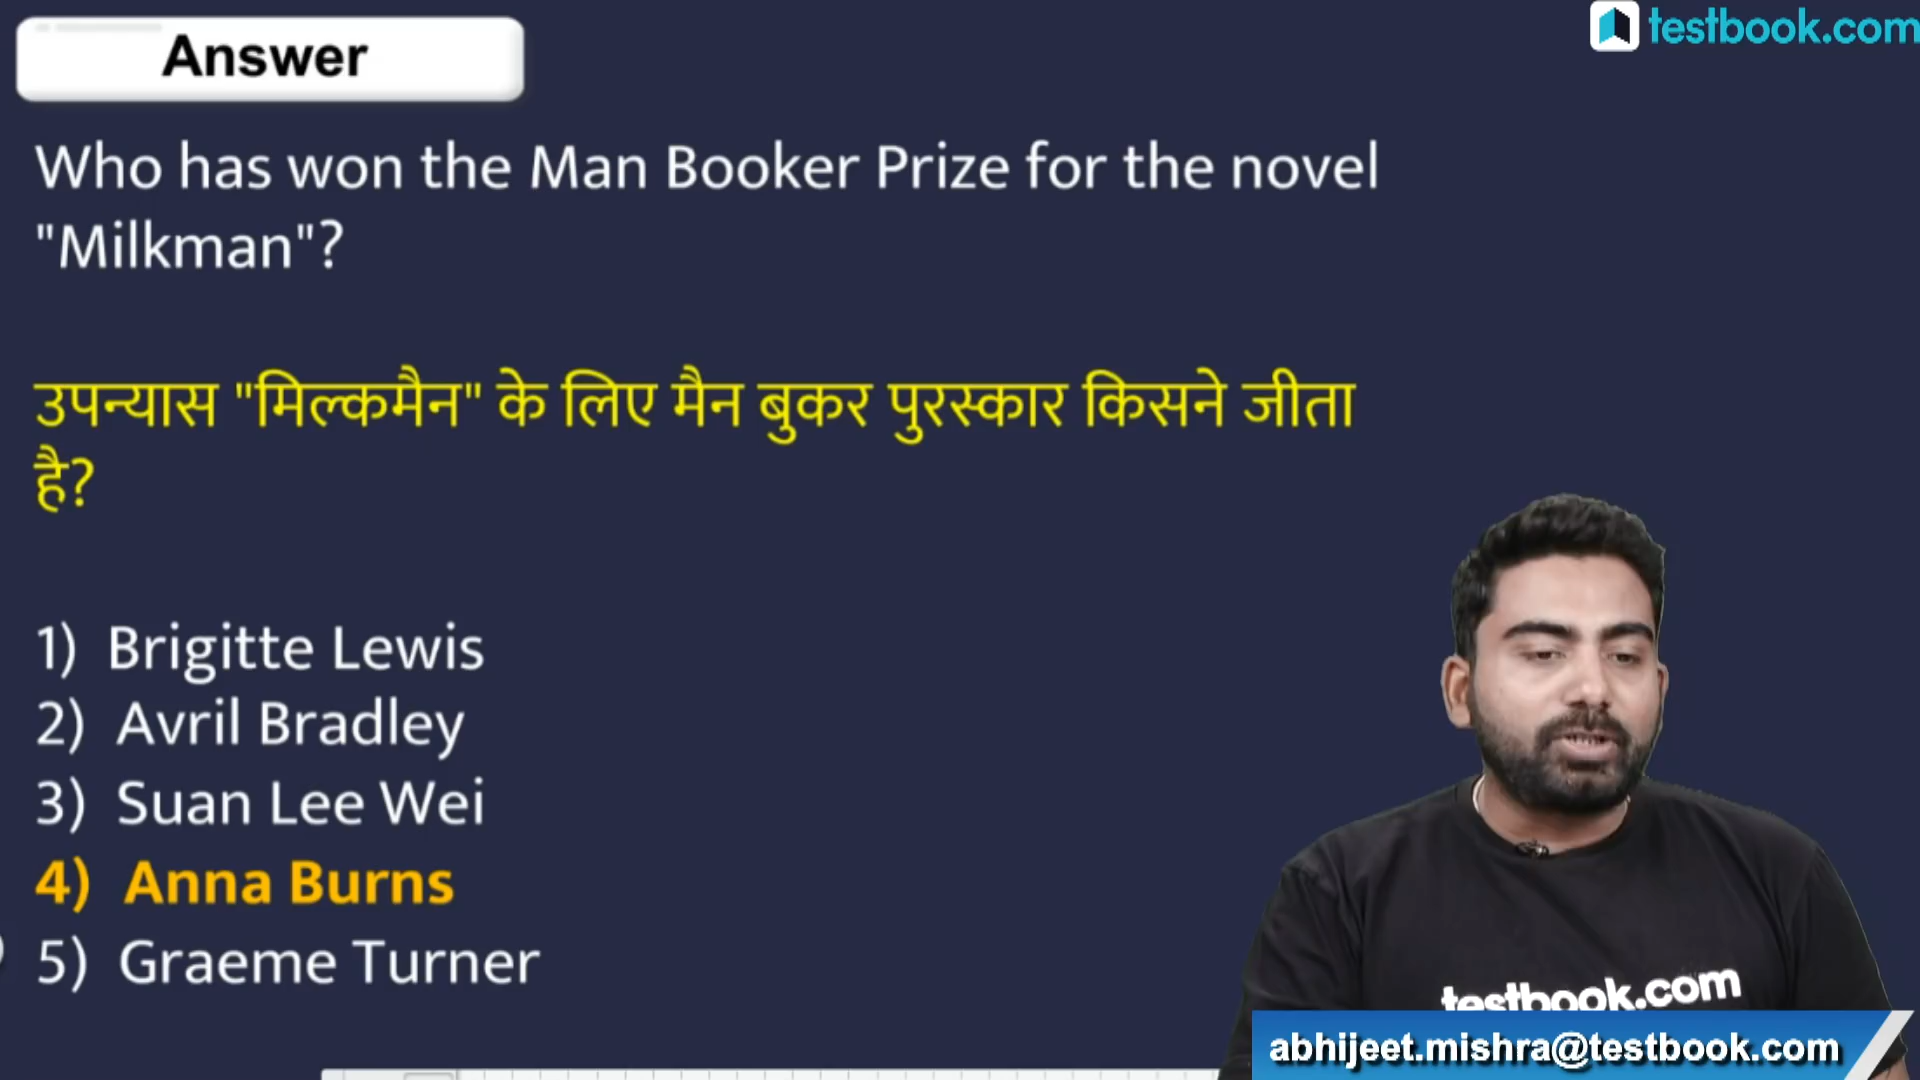 Answer
testbook.com
Who has won the Man Booker Prize for the novel
"Milkman"?
उपन्यास "मिल्कमैन" के लिए मैन बुकर पुरस्कार किसने जीता
है?
1) Brigitte Lewis
2) Avril Bradley
3) Suan Lee Wei
4) Anna Burns
5) Graeme Turner
testbook.com
abhijeet.mishra@testbook.com